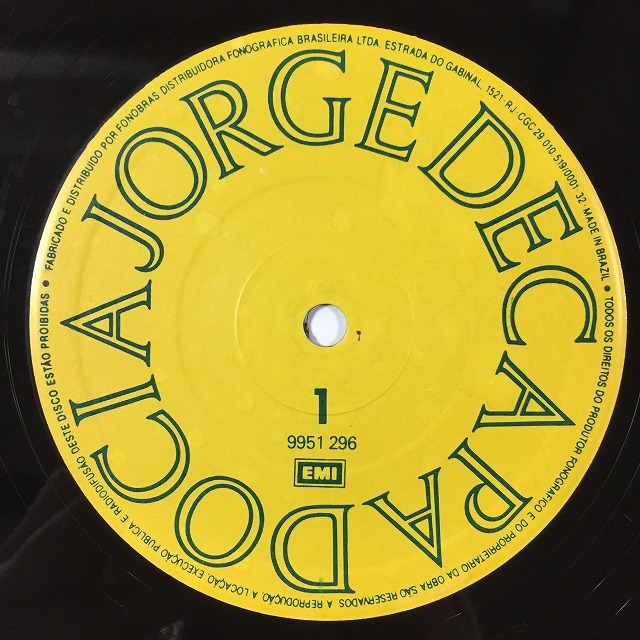 ● FABRICADO E DISTRIBUIDO POR FONOBRAS DISTRIBUIDORA FONOGRAFICA BRASILEIRA LTDA. ESTRADA DO GABINAL, 1521- RJ- CGC 29.010.519/0001-32- MADE IN BRAZIL ● TODOS OS DIREITOS DO PRODUTOR FONOGRAFICO E DO PROPRIETARIO DA OBRA SÃO RESERVADOS. A REPRODUÇÃO, A LOCAÇÃO, EXECUÇÃO PUBLICA E RADIODIFUSÃO DESTE DISCO ESTÃO PROIBIDAS
JORGE DE CAPADOCIA
1
9951 296
EMI